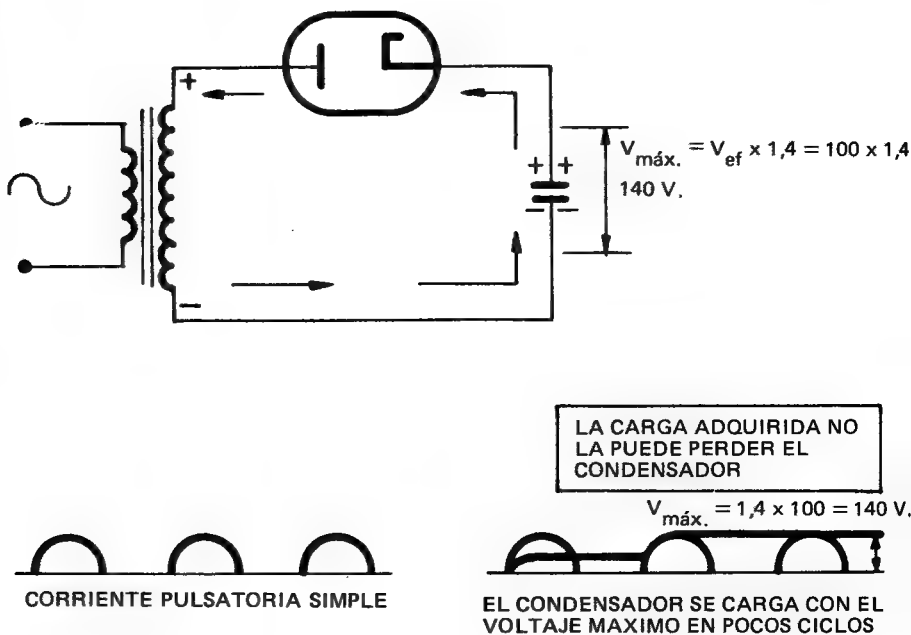 +
+ +
V máx. = V ef x 1,4 = 100 x 1,4
140 V.
− −
−
LA CARGA ADQUIRIDA NO
LA PUEDE PERDER EL
CONDENSADOR
V máx. = 1,4 x 100 = 140 V.
CORRIENTE PULSATORIA SIMPLE
EL CONDENSADOR SE CARGA CON EL
VOLTAJE MAXIMO EN POCOS CICLOS